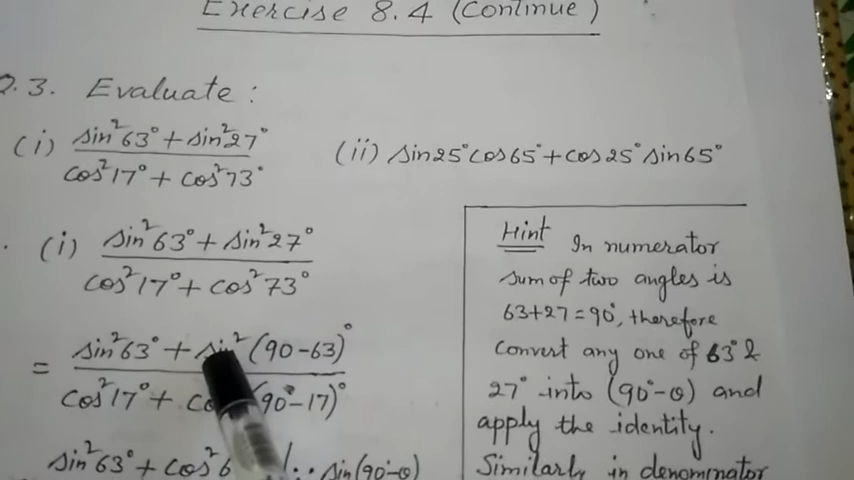 Exercise 8.4 (Continue)
Q.3. Evaluate :
(i) sin²63° + sin²27° / cos²17° + cos²73°
(ii) sin25°cos65° + cos25°sin65°
(i) sin²63° + sin²27° / cos²17° + cos²73°
= sin²63° + sin²(90-63)° / cos²17° + (90°-17)°
sin²63° + cos²6
∵ sin(90-θ)
Hint In numerator
sum of two angles is
63+27=90°, therefore
convert any one of 63° &
27° into (90°-θ) and
apply the identity.
Similarly in denominator